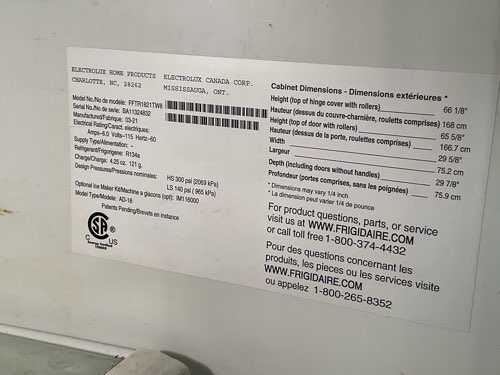 ELECTROLUX HOME PRODUCTS
CHARLOTTE, NC, 28262
ELECTROLUX CANADA CORP.
MISSISSAUGA, ONT.
Model No./No de modele: FFTR1821TW8
Serial No./No de serie: BA11324832
Manufactured/Fabriqué: 03-21
Electrical Rating/Caract. electriques:
Amps-6.0 Volts-115 Hertz-60
Supply Type/Alimentation: -
Refrigerant/Frigorigene: R134a
Charge/Charge: 4.25 oz. 121 g.
Design Pressures/Pressions nominales:
HS 300 psi (2069 kPa)
LS 140 psi (965 kPa)
Optional Ice Maker Kit/Machine a glacons (opt): IM116000
Model Type/Modele: AD-18
Patents Pending/Brevets en instance
SA
C US
Cabinet Dimensions - Dimensions extérieures *
Height (top of hinge cover with rollers) 66 1/8"
Hauteur (dessus du couvre-charnière, roulettes comprises) 168 cm
Height (top of door with rollers) 65 5/8"
Hauteur (dessus de la porte, roulettes comprises) 166.7 cm
Width 29 5/8"
Largeur 75.2 cm
Depth (including doors without handles) 29 7/8"
Profondeur (portes comprises, sans les poignées) 75.9 cm
* Dimensions may vary 1/4 inch
* La dimension peut varier 1/4 de pounce
For product questions, parts, or service
visit us at WWW.FRIGIDAIRE.COM
or call toll free 1-800-374-4432
Pour des questions concernant les
produits, les pieces ou les services visite
WWW.FRIGIDAIRE.COM
ou appelez 1-800-265-8352